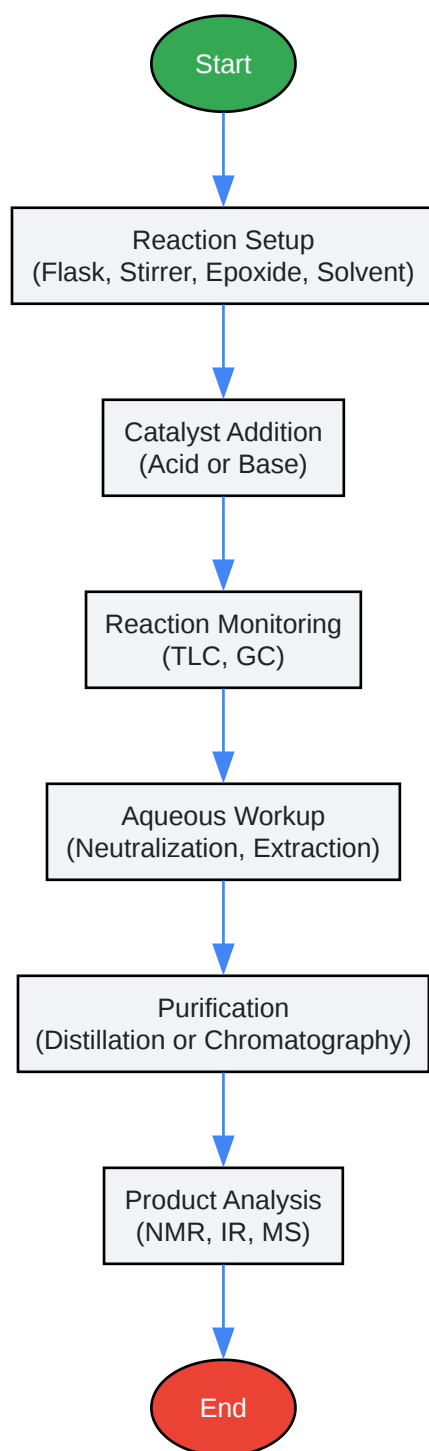 Start
Reaction Setup
(Flask, Stirrer, Epoxide, Solvent)
Catalyst Addition
(Acid or Base)
Reaction Monitoring
(TLC, GC)
Aqueous Workup
(Neutralization, Extraction)
Purification
(Distillation or Chromatography)
Product Analysis
(NMR, IR, MS)
End